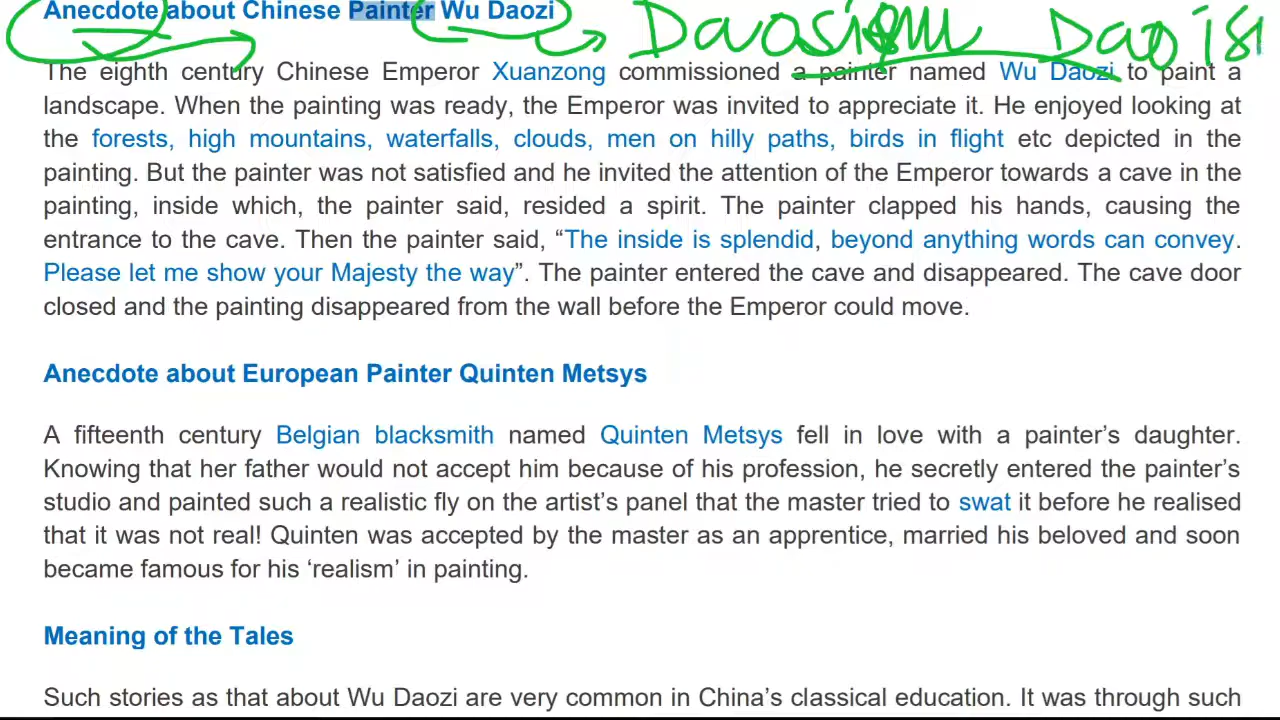 Anecdote about Chinese Painter Wu Daozi
Daoism Daois
The eighth century Chinese Emperor Xuanzong commissioned a painter named Wu Daozi to paint a
landscape. When the painting was ready, the Emperor was invited to appreciate it. He enjoyed looking at
the forests, high mountains, waterfalls, clouds, men on hilly paths, birds in flight etc depicted in the
painting. But the painter was not satisfied and he invited the attention of the Emperor towards a cave in the
painting, inside which, the painter said, resided a spirit. The painter clapped his hands, causing the
entrance to the cave. Then the painter said, “The inside is splendid, beyond anything words can convey.
Please let me show your Majesty the way”. The painter entered the cave and disappeared. The cave door
closed and the painting disappeared from the wall before the Emperor could move.
Anecdote about European Painter Quinten Metsys
A fifteenth century Belgian blacksmith named Quinten Metsys fell in love with a painter’s daughter.
Knowing that her father would not accept him because of his profession, he secretly entered the painter’s
studio and painted such a realistic fly on the artist’s panel that the master tried to swat it before he realised
that it was not real! Quinten was accepted by the master as an apprentice, married his beloved and soon
became famous for his ‘realism’ in painting.
Meaning of the Tales
Such stories as that about Wu Daozi are very common in China’s classical education. It was through such